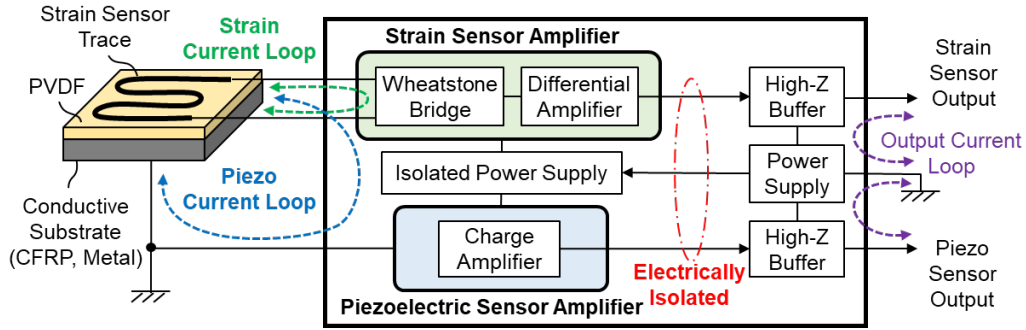 Strain Sensor
Trace
PVDF
Conductive
Substrate
(CFRP, Metal)
Strain
Current Loop
Piezo
Current Loop
Strain Sensor Amplifier
Wheatstone
Bridge
Differential
Amplifier
Isolated Power Supply
Charge
Amplifier
Piezoelectric Sensor Amplifier
Electrically
Isolated
High-Z
Buffer
Power
Supply
High-Z
Buffer
Strain
Sensor
Output
Output Current
Loop
Piezo
Sensor
Output